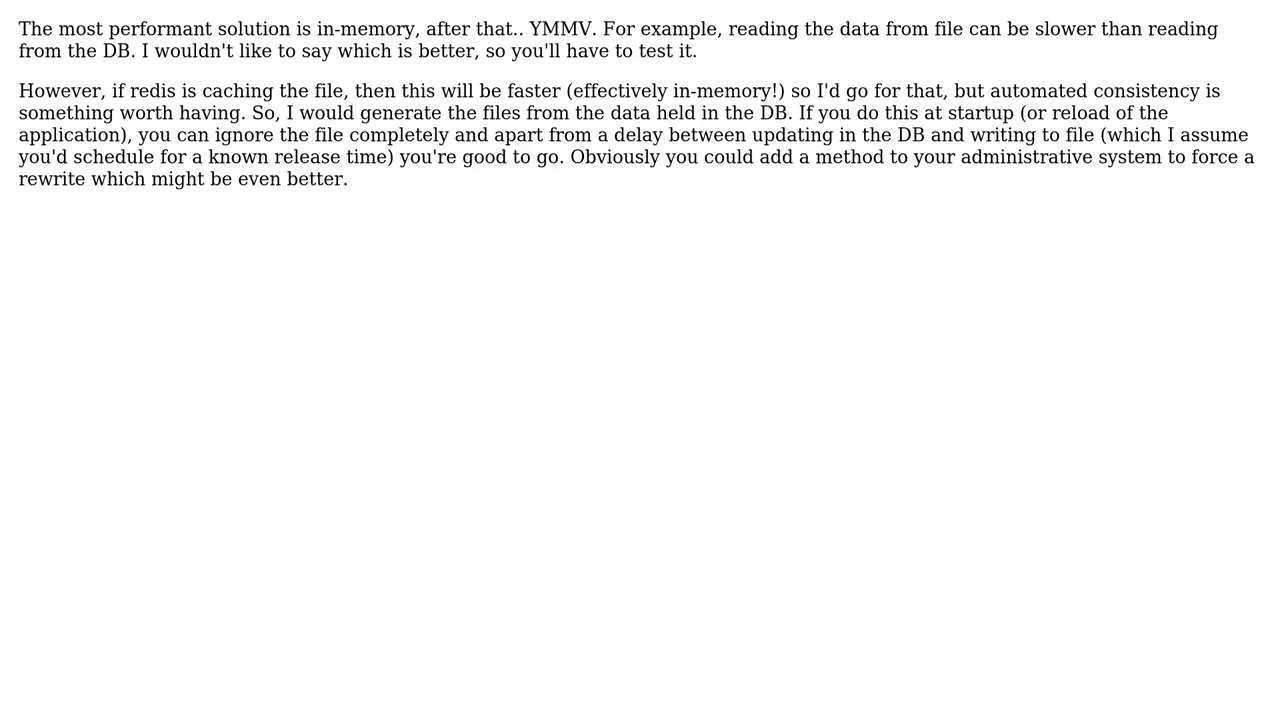 The most performant solution is in-memory, after that.. YMMV. For example, reading the data from file can be slower than reading
from the DB. I wouldn't like to say which is better, so you'll have to test it.
However, if redis is caching the file, then this will be faster (effectively in-memory!) so I'd go for that, but automated consistency is
something worth having. So, I would generate the files from the data held in the DB. If you do this at startup (or reload of the
application), you can ignore the file completely and apart from a delay between updating in the DB and writing to file (which I assume
you'd schedule for a known release time) you're good to go. Obviously you could add a method to your administrative system to force a
rewrite which might be even better.